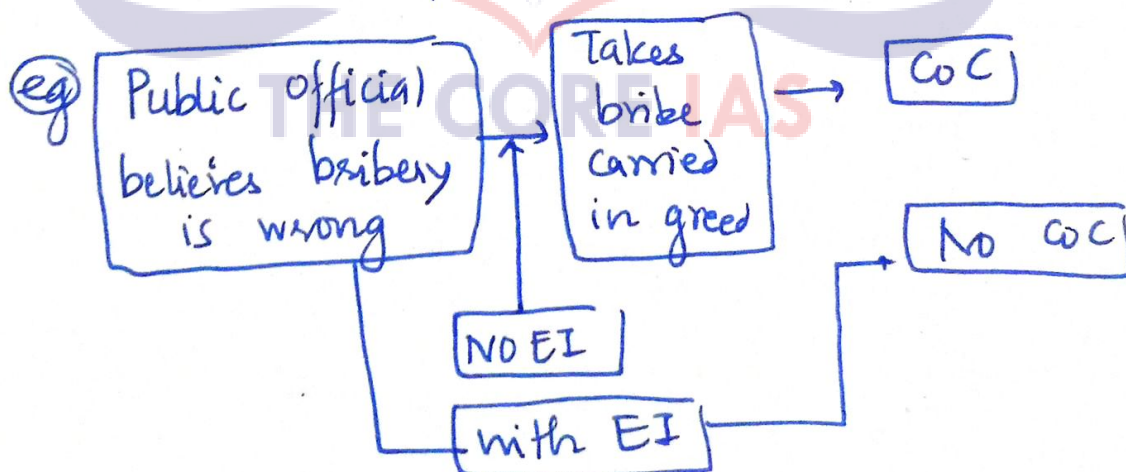 eg
Public official
believes bribery
is wrong
Takes
bribe
carried
in greed
CoC
No CoC
NO EI
with EI
THE CORE IAS